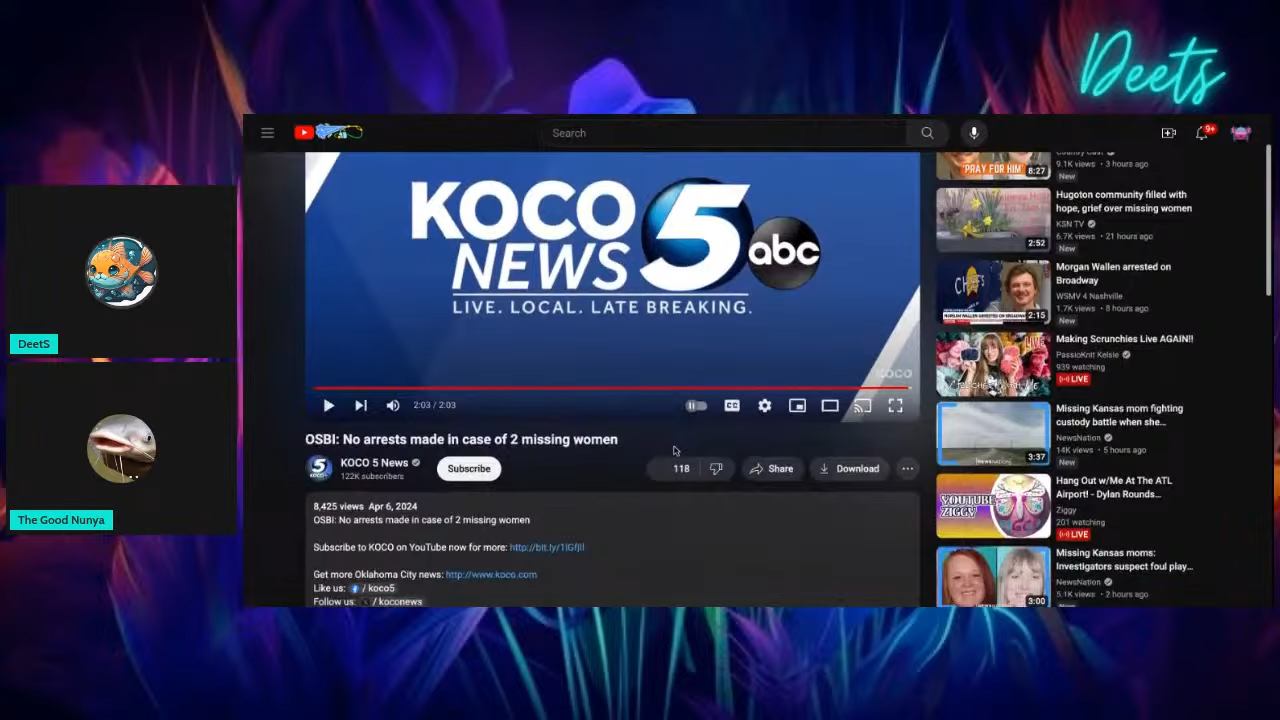 Deets
Search
9+
KOCO
NEWS 5 abc
LIVE. LOCAL. LATE BREAKING.
KOCO
2:03 / 2:03
CC
OSBI: No arrests made in case of 2 missing women
KOCO 5 News
122K subscribers
Subscribe
118
Share
Download
8,425 views Apr 6, 2024
OSBI: No arrests made in case of 2 missing women
Subscribe to KOCO on YouTube now for more:
Get more Oklahoma City news: http://www.koco.com
Like us: / koco5
Follow us: / koconews
'PRAY FOR HIM'
8:27
9.1K views • 3 hours ago
New
Hugoton community filled with
hope, grief over missing women
KSN TV
6.7K views • 21 hours ago
New
2:52
Morgan Wallen arrested on
Broadway
WSMV 4 Nashville
1.7K views • 8 hours ago
New
2:15
Making Scrunchies Live AGAIN!!
PassioKnit Kelsie
939 watching
LIVE
Missing Kansas mom fighting
custody battle when she...
NewsNation
14K views • 5 hours ago
New
3:37
Hang Out w/Me At The ATL
Airport! - Dylan Rounds...
Ziggy
201 watching
LIVE
YOUTUBE
ZIGGY
Missing Kansas moms:
Investigators suspect foul play...
NewsNation
5.1K views • 2 hours ago
3:00
DeetS
The Good Nunya